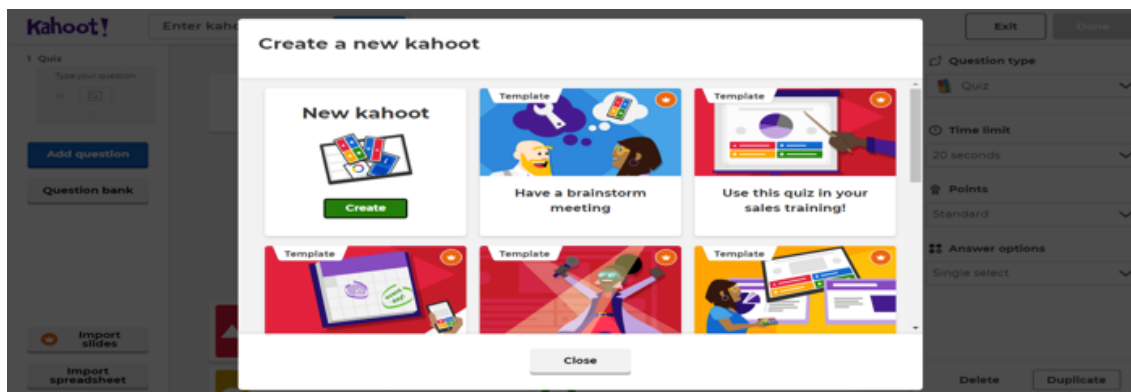 Kahoot!
Enter kaho
Exit
Done
1 Quiz
Type your question
Add question
Question bank
Import
slides
Import
spreadsheet
Create a new kahoot
New kahoot
Create
Template
Have a brainstorm
meeting
Template
Use this quiz in your
sales training!
Template
Template
Template
Close
Question type
Quiz
Time limit
20 seconds
Points
Standard
Answer options
Single select
Delete
Duplicate